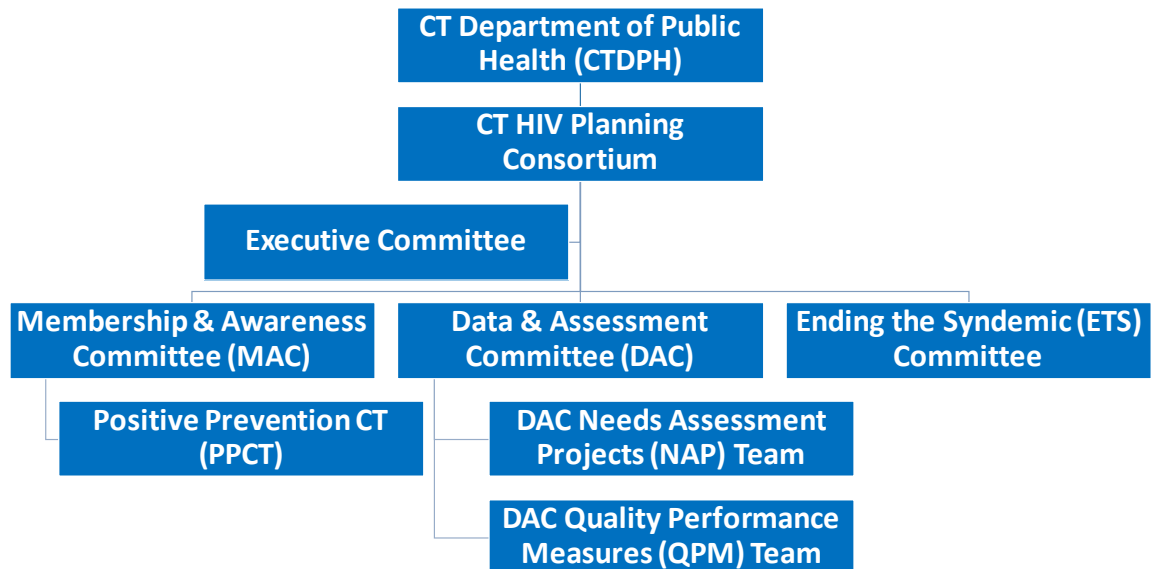 CT Department of Public
Health (CTDPH)
CT HIV Planning
Consortium
Executive Committee
Membership & Awareness
Committee (MAC)
Data & Assessment
Committee (DAC)
Ending the Syndemic (ETS)
Committee
Positive Prevention CT
(PPCT)
DAC Needs Assessment
Projects (NAP) Team
DAC Quality Performance
Measures (QPM) Team